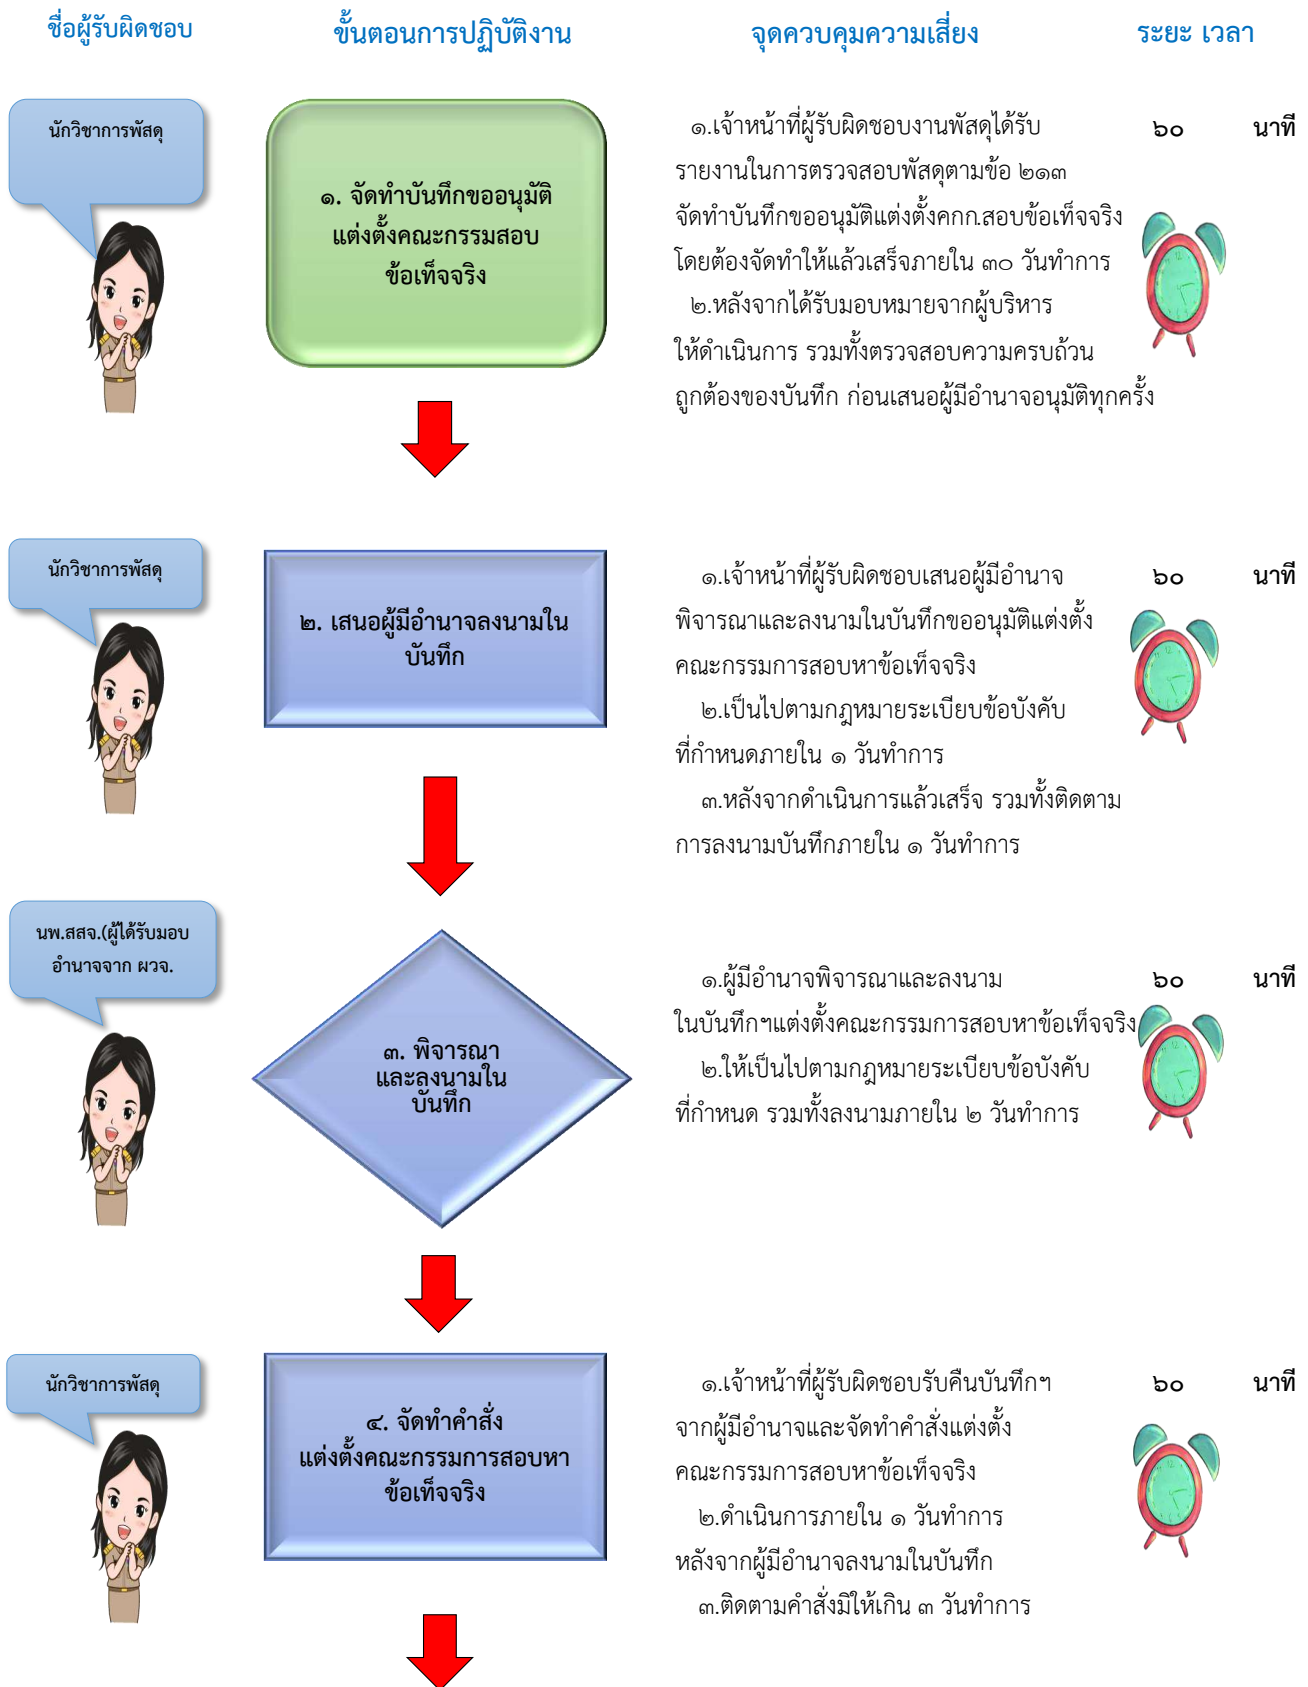 ชื่อผู้รับผิดชอบ
ขั้นตอนการปฏิบัติงาน
จุดควบคุมความเสี่ยง
ระยะ เวลา
นักวิชาการพัสดุ
๑. จัดทำบันทึกขออนุมัติ
แต่งตั้งคณะกรรมสอบ
ข้อเท็จจริง
๑.เจ้าหน้าที่ผู้รับผิดชอบงานพัสดุได้รับ
รายงานในการตรวจสอบพัสดุตามข้อ ๒๑๓
จัดทำบันทึกขออนุมัติแต่งตั้งคกก.สอบข้อเท็จจริง
โดยต้องจัดทำให้แล้วเสร็จภายใน ๓๐ วันทำการ
๒.หลังจากได้รับมอบหมายจากผู้บริหาร
ให้ดำเนินการ รวมทั้งตรวจสอบความครบถ้วน
ถูกต้องของบันทึก ก่อนเสนอผู้มีอำนาจอนุมัติทุกครั้ง
๖๐ นาที
นักวิชาการพัสดุ
๒. เสนอผู้มีอำนาจลงนามใน
บันทึก
๑.เจ้าหน้าที่ผู้รับผิดชอบเสนอผู้มีอำนาจ
พิจารณาและลงนามในบันทึกขออนุมัติแต่งตั้ง
คณะกรรมการสอบหาข้อเท็จจริง
๒.เป็นไปตามกฎหมายระเบียบข้อบังคับ
ที่กำหนดภายใน ๑ วันทำการ
๓.หลังจากดำเนินการแล้วเสร็จ รวมทั้งติดตาม
การลงนามบันทึกภายใน ๑ วันทำการ
๖๐ นาที
นพ.สสจ.(ผู้ได้รับมอบ
อำนาจจาก ผวจ.
๓. พิจารณา
และลงนามใน
บันทึก
๑.ผู้มีอำนาจพิจารณาและลงนาม
ในบันทึกฯแต่งตั้งคณะกรรมการสอบหาข้อเท็จจริง
๒.ให้เป็นไปตามกฎหมายระเบียบข้อบังคับ
ที่กำหนด รวมทั้งลงนามภายใน ๒ วันทำการ
๖๐ นาที
นักวิชาการพัสดุ
๔. จัดทำคำสั่ง
แต่งตั้งคณะกรรมการสอบหา
ข้อเท็จจริง
๑.เจ้าหน้าที่ผู้รับผิดชอบรับคืนบันทึกฯ
จากผู้มีอำนาจและจัดทำคำสั่งแต่งตั้ง
คณะกรรมการสอบหาข้อเท็จจริง
๒.ดำเนินการภายใน ๑ วันทำการ
หลังจากผู้มีอำนาจลงนามในบันทึก
๓.ติดตามคำสั่งมิให้เกิน ๓ วันทำการ
๖๐ นาที